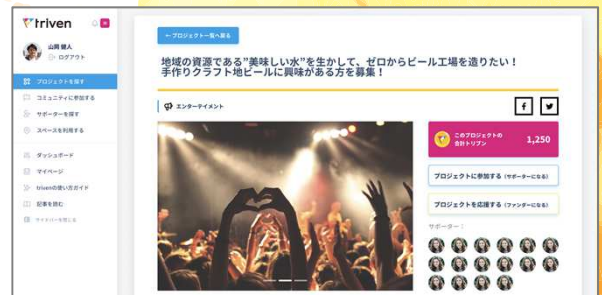 triven
山岡 健人
ログアウト
プロジェクトを探す
コミュニティに参加する
サポーターを探す
スペースを利用する
ダッシュボード
マイページ
trivenの使い方ガイド
記事を読む
サイドバーを閉じる
←プロジェクト一覧へ戻る
地域の資源である”美味しい水”を生かして、ゼロからビール工場を造りたい！
手作りクラフト地ビールに興味がある方を募集！
エンターテイメント
このプロジェクトの
合計トリブン
1,250
プロジェクトに参加する（サポーターになる）
プロジェクトを応援する（ファンダーになる）
サポーター：